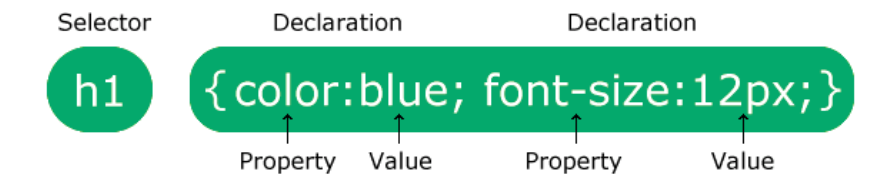 Selector Declaration Declaration
h1 {color:blue; font-size:12px;}
Property Value Property Value